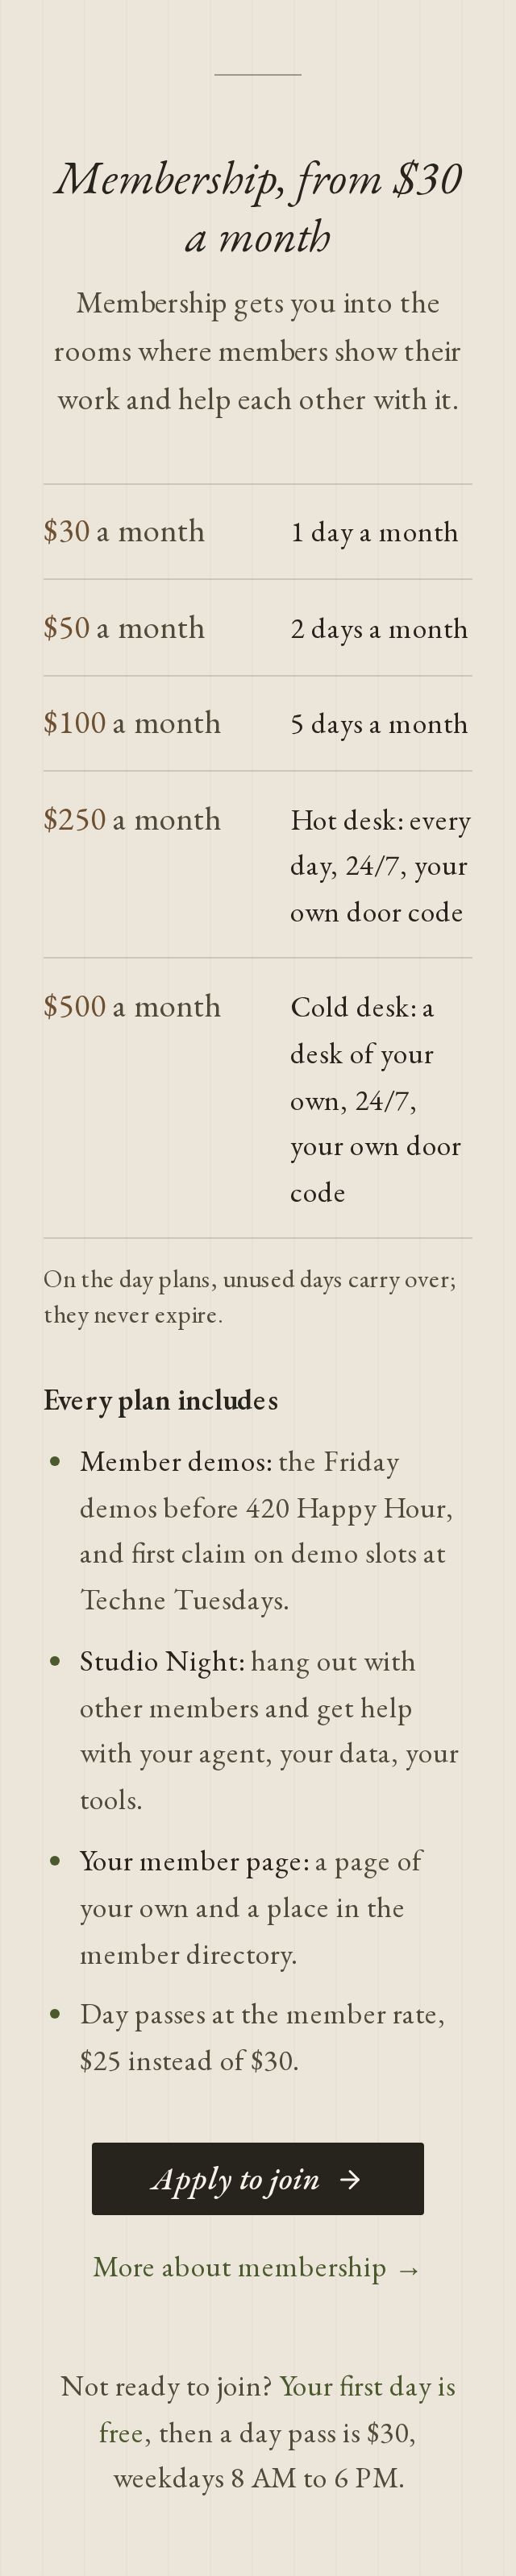 Membership, from $30
a month
Membership gets you into the
rooms where members show their
work and help each other with it.
$30 a month 1 day a month
$50 a month 2 days a month
$100 a month 5 days a month
$250 a month Hot desk: every
day, 24/7, your
own door code
$500 a month Cold desk: a
desk of your
own, 24/7,
your own door
code
On the day plans, unused days carry over;
they never expire.
Every plan includes
• Member demos: the Friday
demos before 420 Happy Hour,
and first claim on demo slots at
Techne Tuesdays.
• Studio Night: hang out with
other members and get help
with your agent, your data, your
tools.
• Your member page: a page of
your own and a place in the
member directory.
• Day passes at the member rate,
$25 instead of $30.
Apply to join →
More about membership →
Not ready to join? Your first day is
free, then a day pass is $30,
weekdays 8 AM to 6 PM.